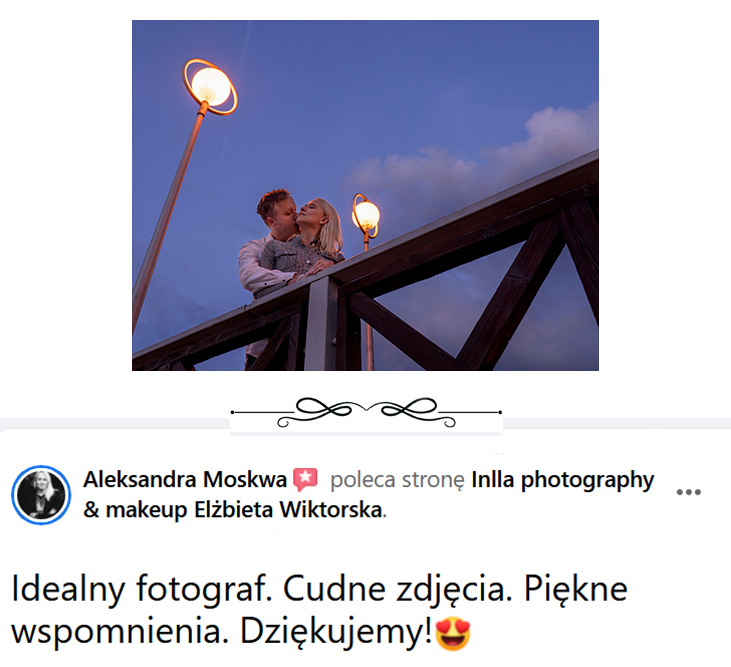 Aleksandra Moskwa poleca stronę Inlla photography
& makeup Elżbieta Wiktorska.
Idealny fotograf. Cudne zdjęcia. Piękne
wspomnienia. Dziękujemy!😍